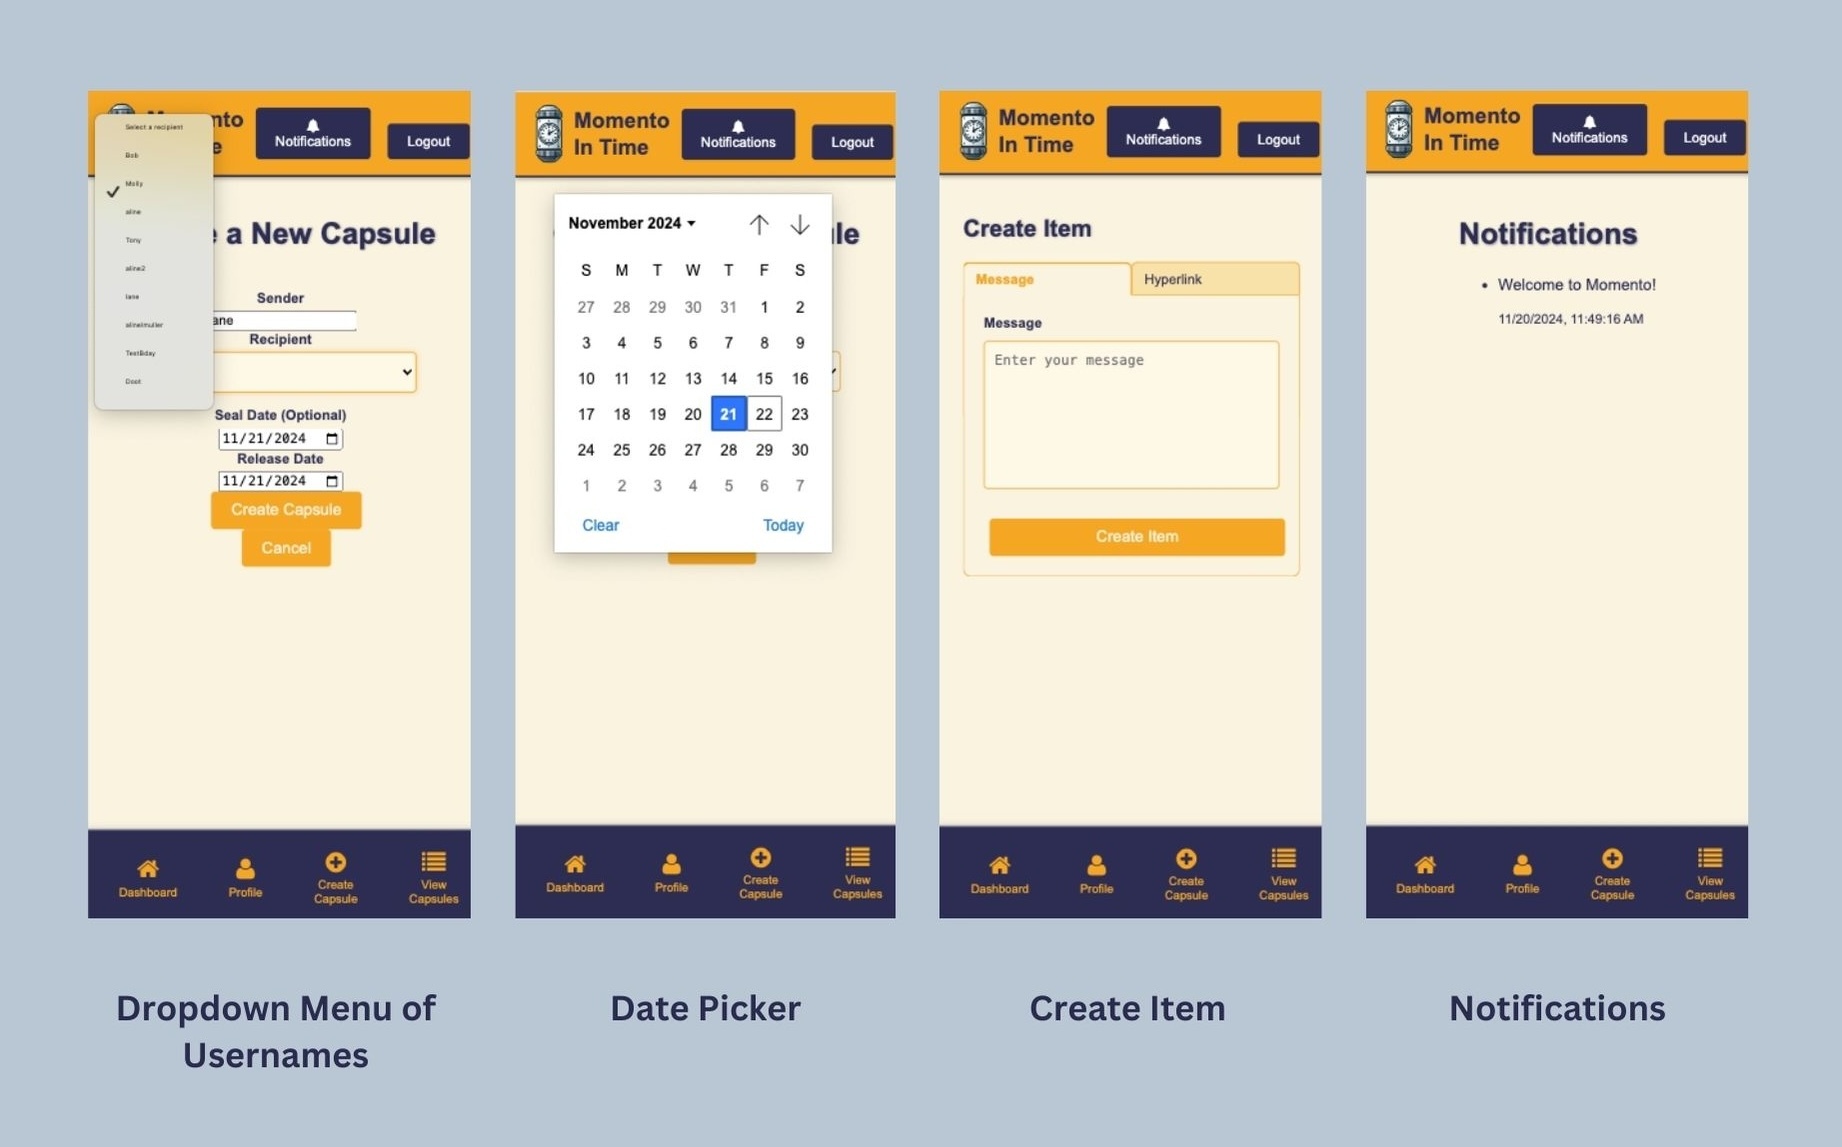 Momento
In Time
Notifications
Logout
Select a recipient
Bob
Molly
aline
Tony
aline2
lane
alinelmuller
TestBday
Doot
a New Capsule
Sender
ane
Recipient
Seal Date (Optional)
11/21/2024
Release Date
11/21/2024
Create Capsule
Cancel
Dashboard
Profile
Create
Capsule
View
Capsules
Dropdown Menu of
Usernames
Momento
In Time
Notifications
Logout
November 2024
S M T W T F S
27 28 29 30 31 1 2
3 4 5 6 7 8 9
10 11 12 13 14 15 16
17 18 19 20 21 22 23
24 25 26 27 28 29 30
1 2 3 4 5 6 7
Clear Today
Dashboard
Profile
Create
Capsule
View
Capsules
Date Picker
Momento
In Time
Notifications
Logout
Create Item
Message
Hyperlink
Message
Enter your message
Create Item
Dashboard
Profile
Create
Capsule
View
Capsules
Create Item
Momento
In Time
Notifications
Logout
Notifications
• Welcome to Momento!
11/20/2024, 11:49:16 AM
Dashboard
Profile
Create
Capsule
View
Capsules
Notifications